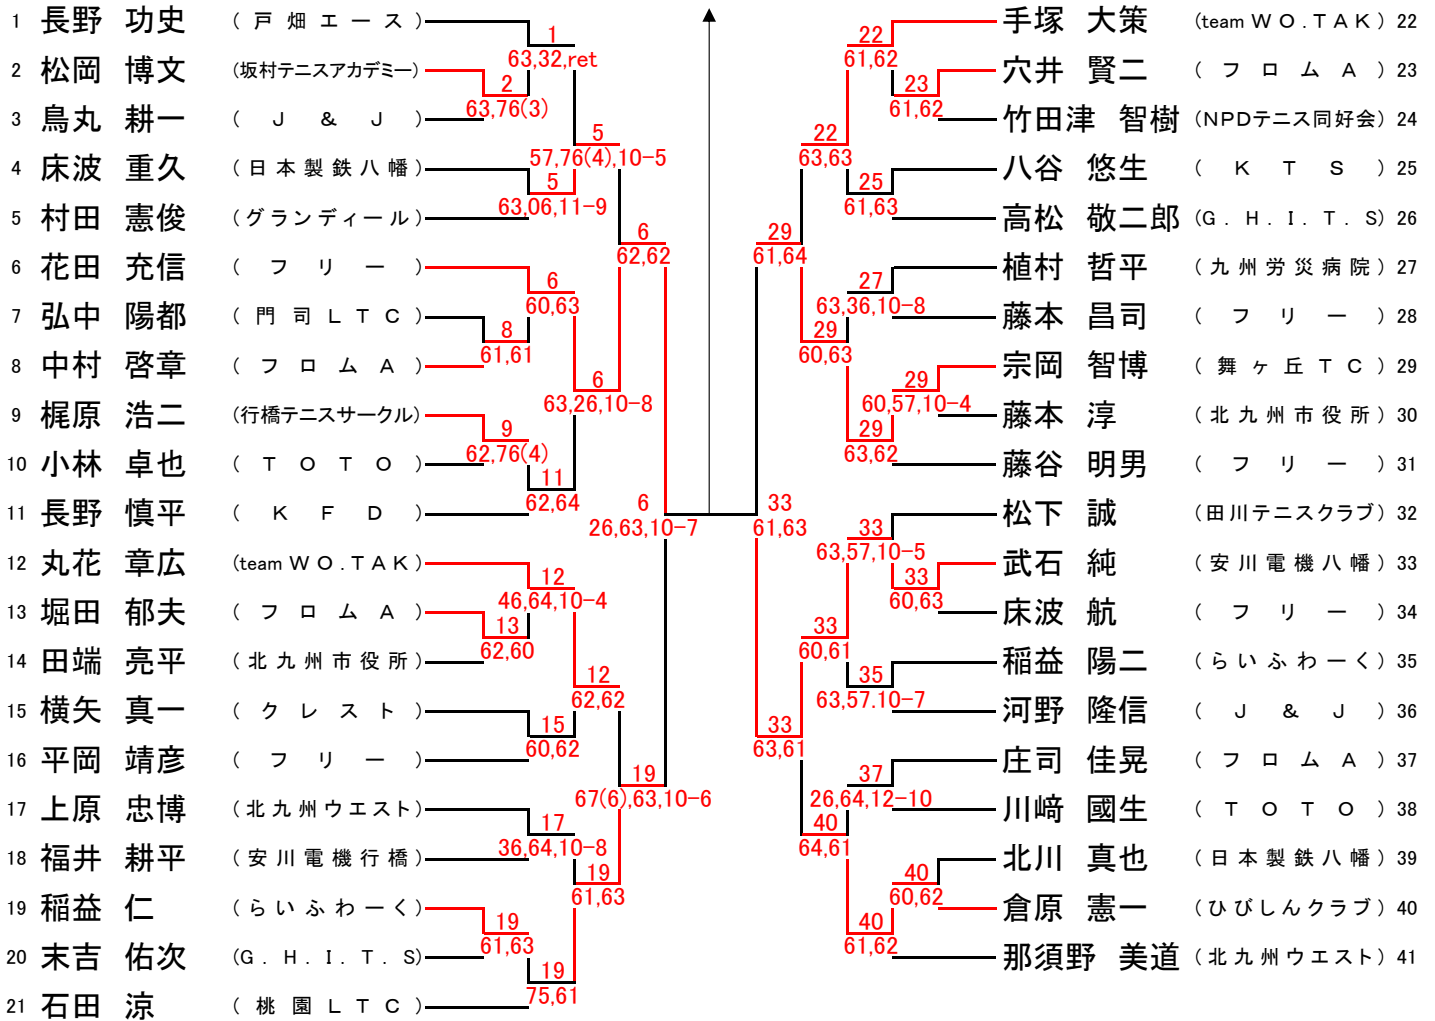 1 長野 功史 (戸畑エース)
2 松岡 博文 (坂村テニスアカデミー)
3 鳥丸 耕一 (J & J)
4 床波 重久 (日本製鉄八幡)
5 村田 憲俊 (グランディール)
6 花田 充信 (フリー)
7 弘中 陽都 (門司LTC)
8 中村 啓章 (フロムA)
9 梶原 浩二 (行橋テニスサークル)
10 小林 卓也 (TOTO)
11 長野 慎平 (KFD)
12 丸花 章広 (team WO.TAK)
13 堀田 郁夫 (フロムA)
14 田端 亮平 (北九州市役所)
15 横矢 真一 (クレスト)
16 平岡 靖彦 (フリー)
17 上原 忠博 (北九州ウエスト)
18 福井 耕平 (安川電機行橋)
19 稲益 仁 (らいふわーく)
20 末吉 佑次 (G.H.I.T.S)
21 石田 涼 (桃園LTC)
1
63,32,ret
2
63,76(3)
5
57,76(4),10-5
5
63,06,11-9
6
62,62
6
60,63
8
61,61
6
63,26,10-8
9
62,76(4)
11
62,64
6
26,63,10-7
12
46,64,10-4
13
62,60
12
62,62
15
60,62
19
67(6),63,10-6
17
36,64,10-8
19
61,63
19
61,63
19
75,61
手塚 大策 (team WO.TAK) 22
穴井 賢二 (フロムA) 23
竹田津 智樹 (NPDテニス同好会) 24
八谷 悠生 (KTS) 25
高松 敬二郎 (G.H.I.T.S) 26
植村 哲平 (九州労災病院) 27
藤本 昌司 (フリー) 28
宗岡 智博 (舞ヶ丘TC) 29
藤本 淳 (北九州市役所) 30
藤谷 明男 (フリー) 31
松下 誠 (田川テニスクラブ) 32
武石 純 (安川電機八幡) 33
床波 航 (フリー) 34
稲益 陽二 (らいふわーく) 35
河野 隆信 (J & J) 36
庄司 佳晃 (フロムA) 37
川﨑 國生 (TOTO) 38
北川 真也 (日本製鉄八幡) 39
倉原 憲一 (ひびしんクラブ) 40
那須野 美道 (北九州ウエスト) 41
22
61,62
23
61,62
22
63,63
25
61,63
29
61,64
27
63,36,10-8
29
60,63
29
60,57,10-4
29
63,62
33
61,63
33
63,57,10-5
33
60,63
33
60,61
35
63,57.10-7
33
63,61
37
26,64,12-10
40
64,61
40
60,62
40
61,62